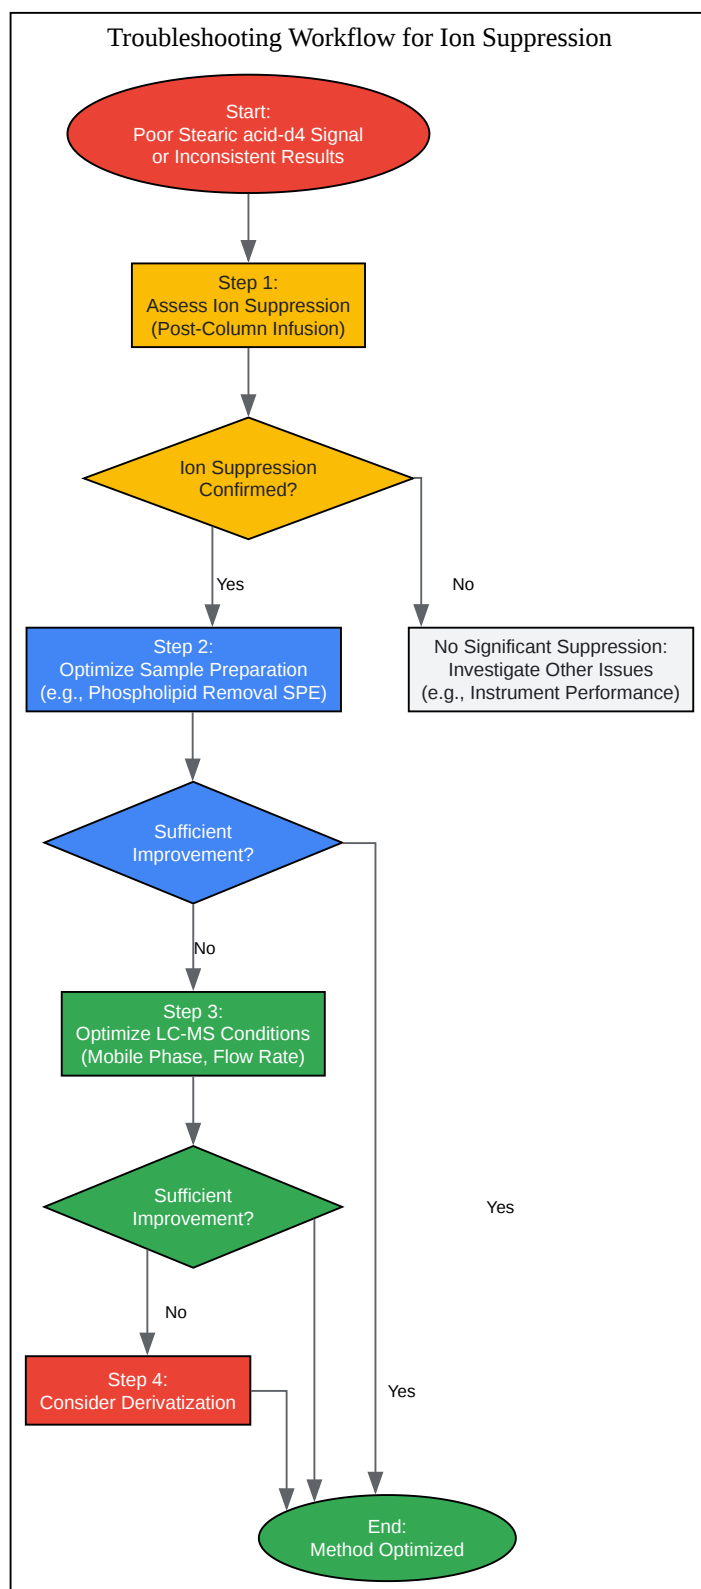 Troubleshooting Workflow for Ion Suppression
Start:
Poor Stearic acid-d4 Signal
or Inconsistent Results
Step 1:
Assess Ion Suppression
(Post-Column Infusion)
Ion Suppression
Confirmed?
Yes
No
Step 2:
Optimize Sample Preparation
(e.g., Phospholipid Removal SPE)
No Significant Suppression:
Investigate Other Issues
(e.g., Instrument Performance)
Sufficient
Improvement?
No
Step 3:
Optimize LC-MS Conditions
(Mobile Phase, Flow Rate)
Sufficient
Improvement?
Yes
No
Step 4:
Consider Derivatization
Yes
End:
Method Optimized